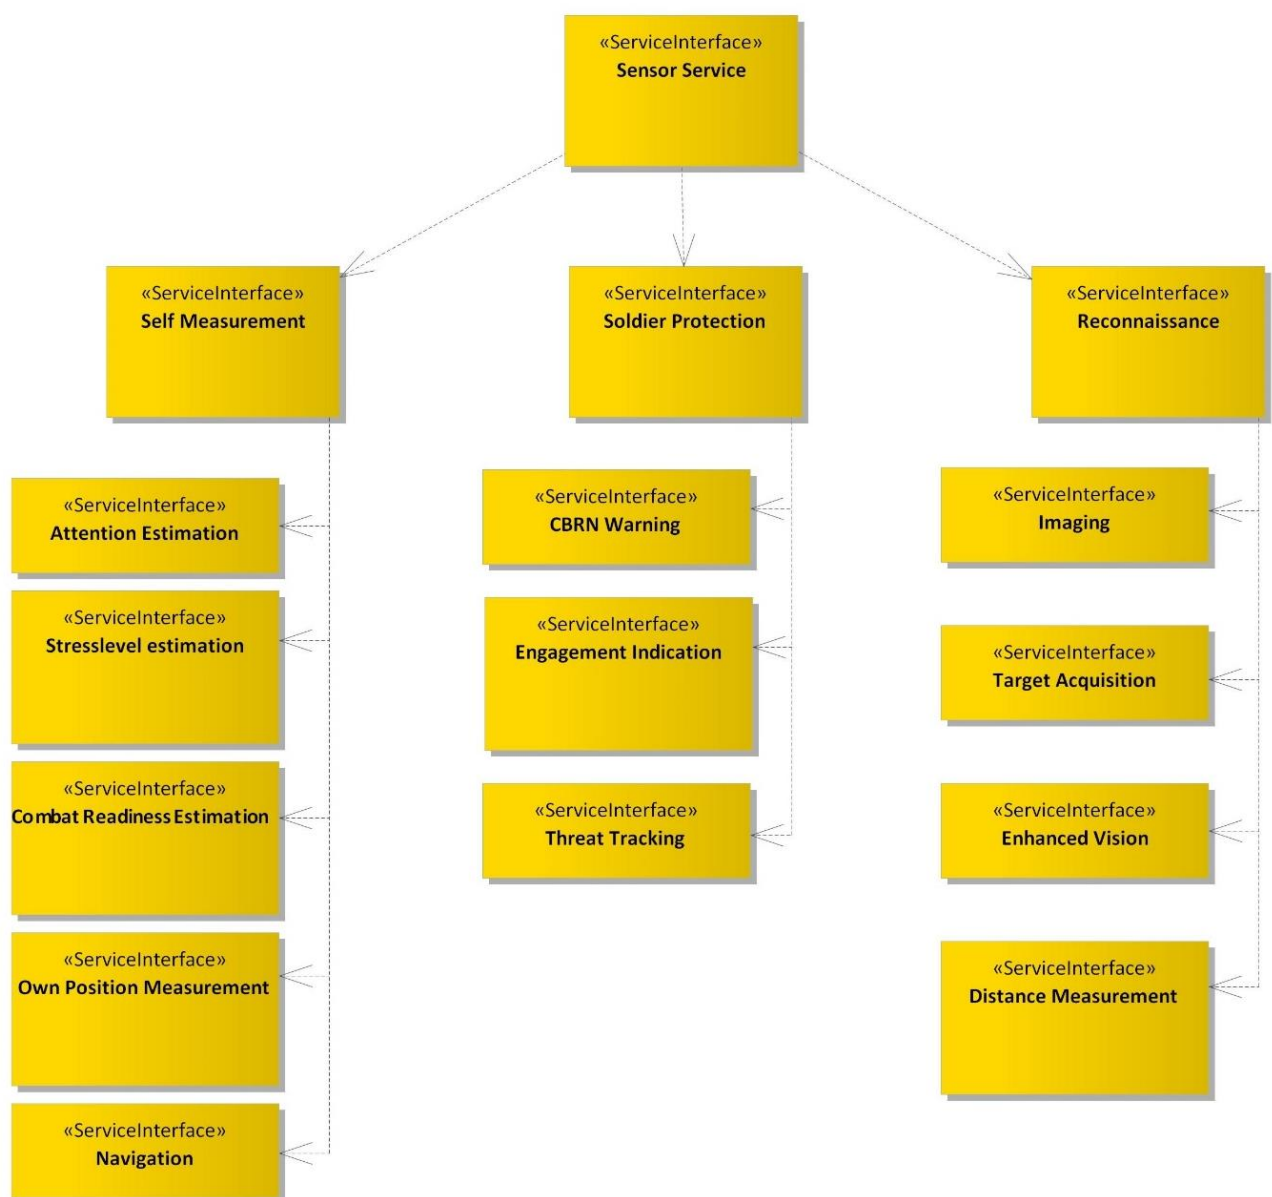 «ServiceInterface»
Sensor Service
«ServiceInterface»
Self Measurement
«ServiceInterface»
Soldier Protection
«ServiceInterface»
Reconnaissance
«ServiceInterface»
Attention Estimation
«ServiceInterface»
Stresslevel estimation
«ServiceInterface»
Combat Readiness Estimation
«ServiceInterface»
Own Position Measurement
«ServiceInterface»
Navigation
«ServiceInterface»
CBRN Warning
«ServiceInterface»
Engagement Indication
«ServiceInterface»
Threat Tracking
«ServiceInterface»
Imaging
«ServiceInterface»
Target Acquisition
«ServiceInterface»
Enhanced Vision
«ServiceInterface»
Distance Measurement